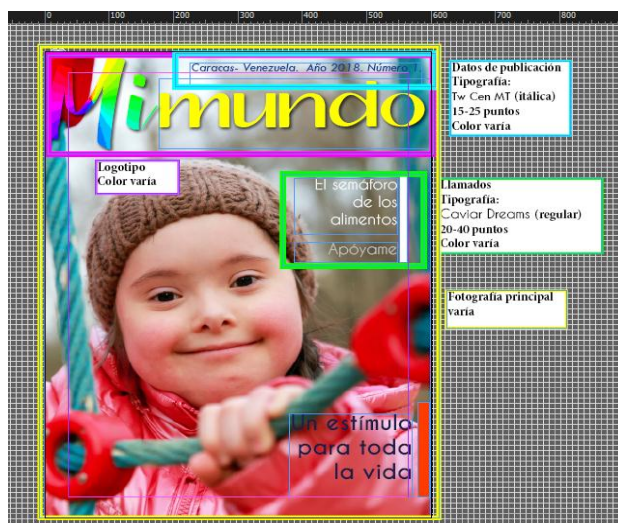 0 100 200 300 400 500 600 700 800
Caracas- Venezuela. Año 2018. Número 1.
Mi mundo
Logotipo
Color varía
El semáforo
de los
alimentos
Apóyame
Un estímulo
para toda
la vida
Datos de publicación
Tipografía:
Tw Cen MT (itálica)
15-25 puntos
Color varía
Llamados
Tipografía:
Caviar Dreams (regular)
20-40 puntos
Color varía
Fotografía principal
varía